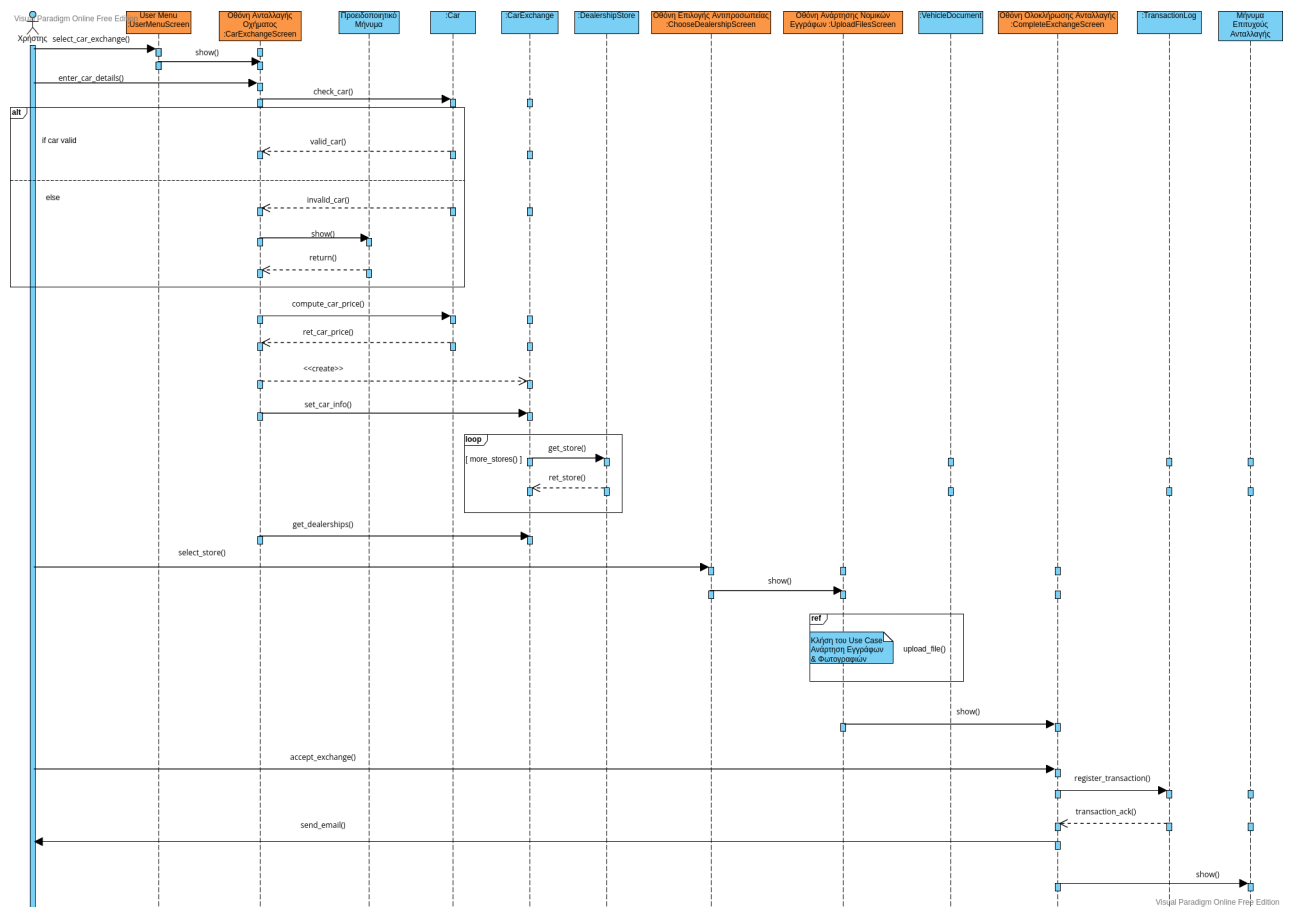 Visual Paradigm Online Free Edition
Χρήστης
User Menu
:UserMenuScreen
Οθόνη Ανταλλαγής
Οχήματος
:CarExchangeScreen
Προειδοποιητικό
Μήνυμα
:Car
:CarExchange
:DealershipStore
Οθόνη Επιλογής Αντιπροσωπείας
:ChooseDealershipScreen
Οθόνη Ανάρτησης Νομικών
Εγγράφων :UploadFilesScreen
:VehicleDocument
Οθόνη Ολοκλήρωσης Ανταλλαγής
:CompleteExchangeScreen
:TransactionLog
Μήνυμα
Επιτυχούς
Ανταλλαγής
select_car_exchange()
show()
enter_car_details()
check_car()
alt
if car valid
valid_car()
else
invalid_car()
show()
return()
compute_car_price()
ret_car_price()
<<create>>
set_car_info()
loop
get_store()
[ more_stores() ]
ret_store()
get_dealerships()
select_store()
show()
ref
Κλήση του Use Case
Ανάρτηση Εγγράφων
& Φωτογραφιών
upload_file()
show()
accept_exchange()
register_transaction()
transaction_ack()
send_email()
show()
Visual Paradigm Online Free Edition